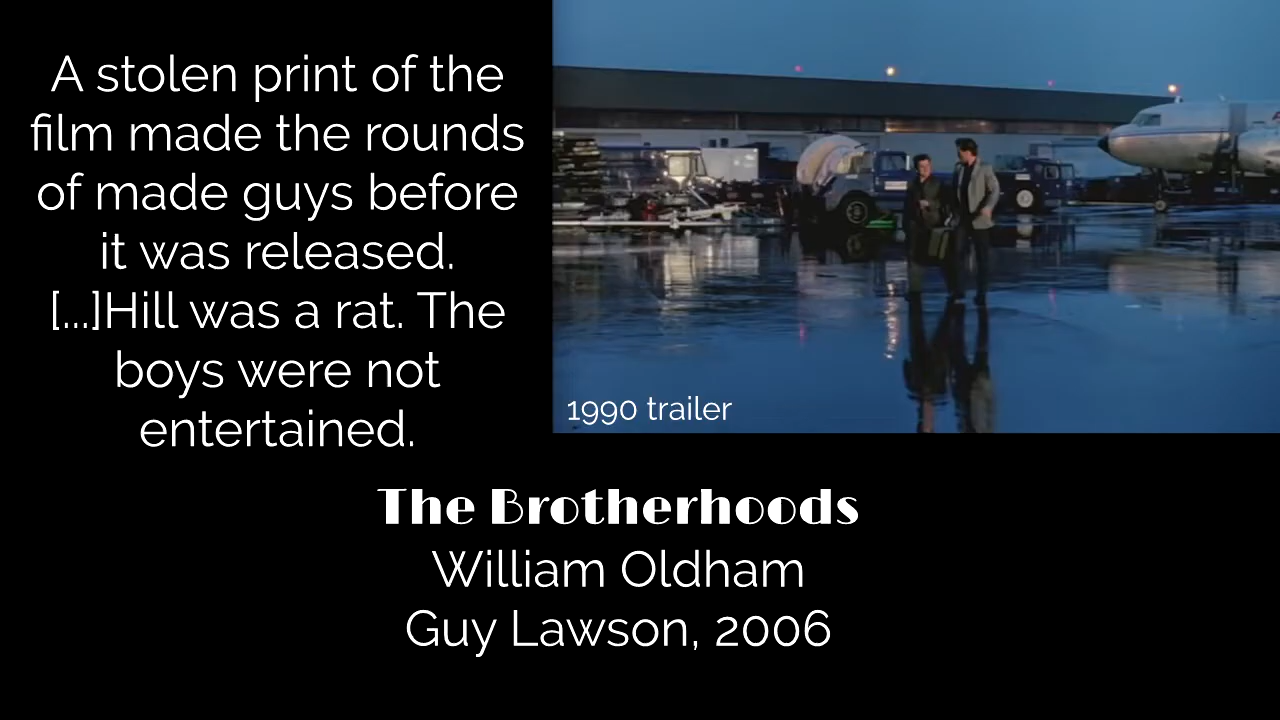 A stolen print of the
film made the rounds
of made guys before
it was released.
[...]Hill was a rat. The
boys were not
entertained.
1990 trailer
The Brotherhoods
William Oldham
Guy Lawson, 2006